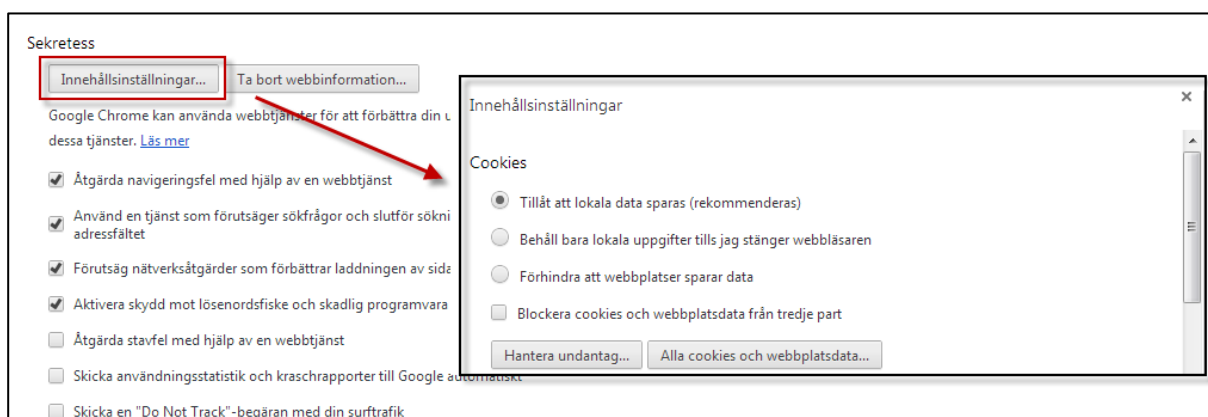 Sekretess
Innehållsinställningar...
Ta bort webbinformation...
Google Chrome kan använda webbtjänster för att förbättra din u
dessa tjänster. Läs mer
Åtgärda navigeringsfel med hjälp av en webbtjänst
Använd en tjänst som förutsäger sökfrågor och slutför sökni
adressfältet
Förutsäg nätverksåtgärder som förbättrar laddningen av sida
Aktivera skydd mot lösenordsfiske och skadlig programvara
Åtgärda stavfel med hjälp av en webbtjänst
Skicka användningsstatistik och kraschrapporter till Google automatiskt
Skicka en "Do Not Track"-begäran med din surftrafik
Innehållsinställningar
Cookies
Tillåt att lokala data sparas (rekommenderas)
Behåll bara lokala uppgifter tills jag stänger webbläsaren
Förhindra att webbplatser sparar data
Blockera cookies och webbplatsdata från tredje part
Hantera undantag...
Alla cookies och webbplatsdata...